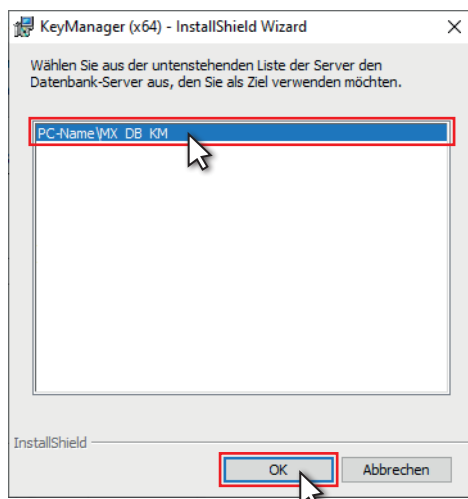 KeyManager (x64) - InstallShield Wizard
Wählen Sie aus der untenstehenden Liste der Server den
Datenbank-Server aus, den Sie als Ziel verwenden möchten.
PC-Name\MX_DB_KM
InstallShield
OK
Abbrechen